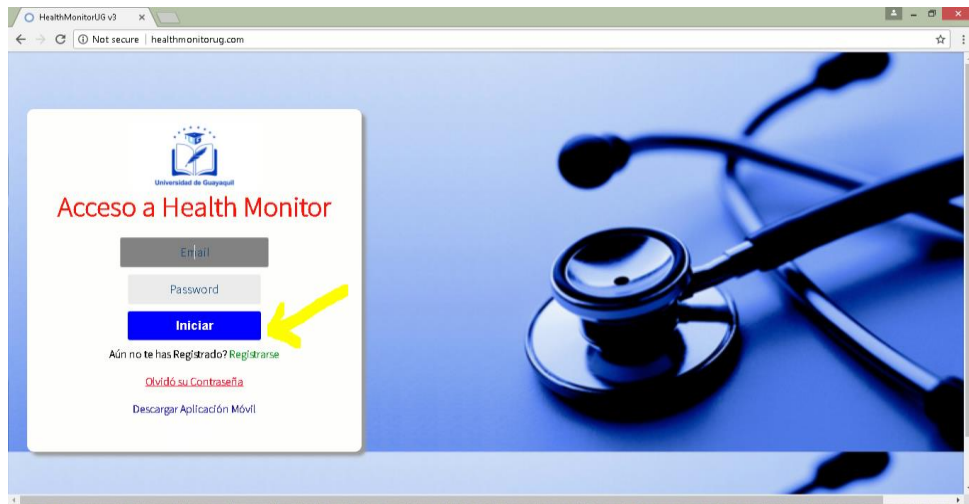 HealthMonitorUG v3
Not secure | healthmonitorug.com
Universidad de Guayaquil
Acceso a Health Monitor
Email
Password
Iniciar
Aún no te has Registrado? Registrarse
Olvidó su Contraseña
Descargar Aplicación Móvil